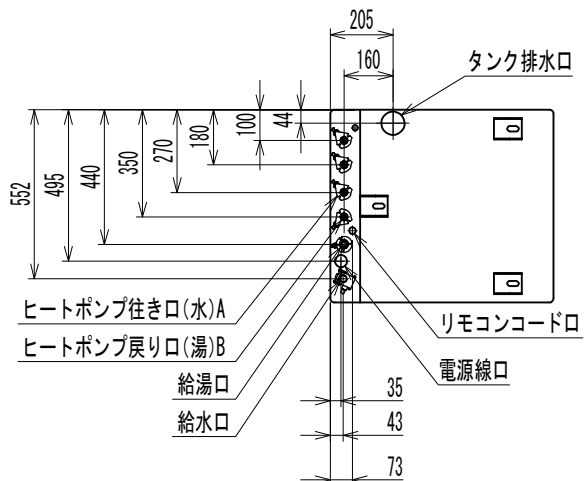 205
160
タンク排水口
44
100
180
270
350
440
495
552
ヒートポンプ往き口(水)A
ヒートポンプ戻り口(湯)B
給湯口
給水口
リモコンコード口
電源線口
35
43
73